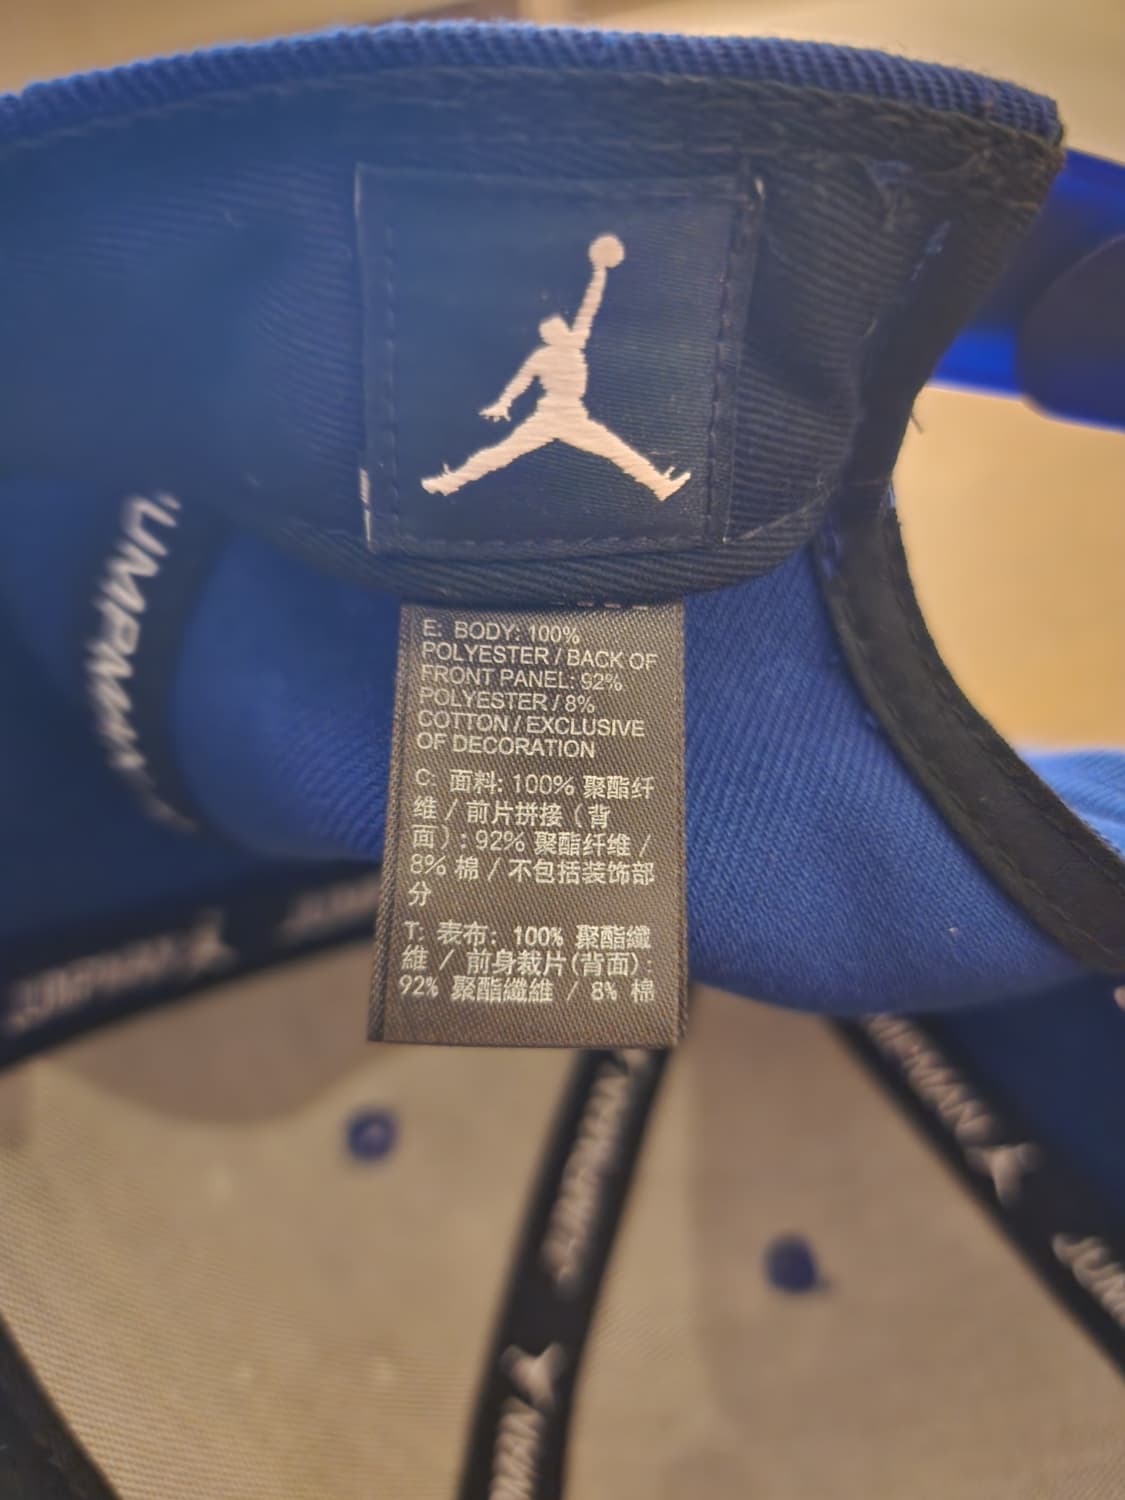 E: BODY: 100%
POLYESTER / BACK OF
FRONT PANEL: 92%
POLYESTER / 8%
COTTON / EXCLUSIVE
OF DECORATION
C: 面料: 100% 聚酯纤
维 / 前片拼接（背
面）: 92% 聚酯纤维 /
8% 棉 / 不包括装饰部
分
T: 表布: 100% 聚酯纖
維 / 前身裁片(背面):
92% 聚酯纖維 / 8% 棉
JUMPMAN
JUMPMAN